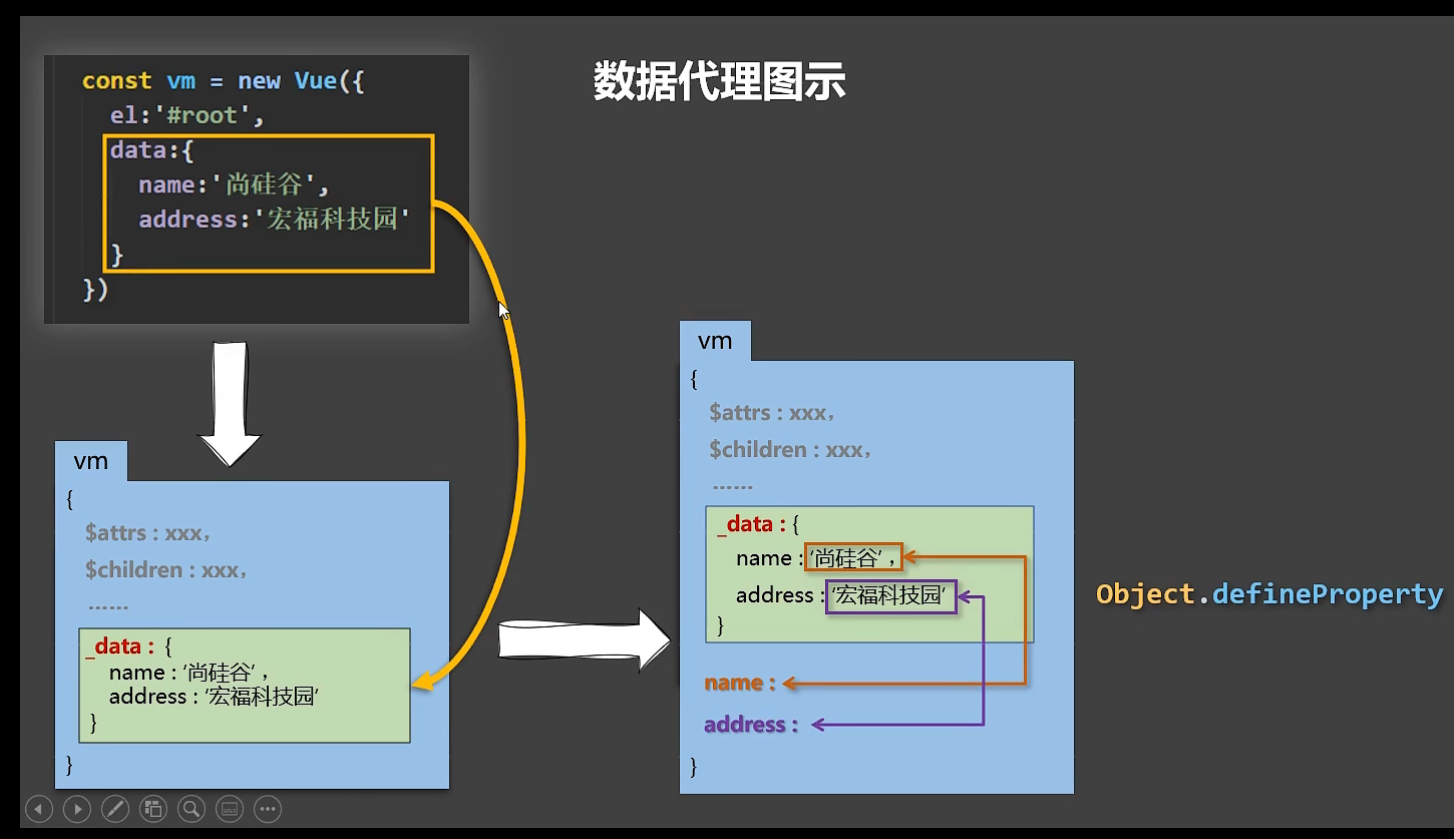 数据代理图示
const vm = new Vue({
el:'#root',
data:{
name:'尚硅谷',
address:'宏福科技园'
}
})
vm
{
$attrs : xxx，
$children : xxx，
……
_data : {
name : ‘尚硅谷’，
address : ‘宏福科技园’
}
}
vm
{
$attrs : xxx，
$children : xxx，
……
_data : {
name : ‘尚硅谷’，
address : ‘宏福科技园’
}
name :
address :
}
Object.defineProperty